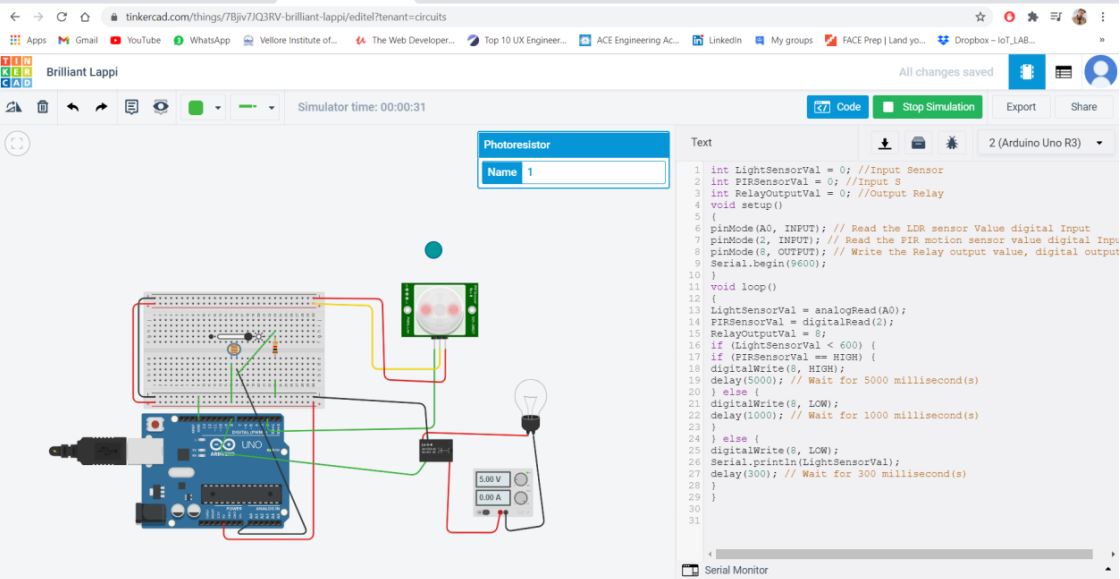 tinkercad.com/things/7Bjiv7JQ3RV-brilliant-lappi/editel?tenant=circuits
Apps Gmail YouTube WhatsApp Vellore Institute of... The Web Developer... Top 10 UX Engineer... ACE Engineering Ac... LinkedIn My groups FACE Prep | Land yo... Dropbox – IoT_LAB... »
TIN
KER
CAD
Brilliant Lappi
All changes saved
Simulator time: 00:00:31
Code
Stop Simulation
Export
Share
Photoresistor
Name 1
DIGITAL (PWM~)
UNO
ARDUINO
POWER
ANALOG IN
5.00 V
0.00 A
Text
2 (Arduino Uno R3)
1 int LightSensorVal = 0; //Input Sensor
2 int PIRSensorVal = 0; //Input S
3 int RelayOutputVal = 0; //Output Relay
4 void setup()
5 {
6 pinMode(A0, INPUT); // Read the LDR sensor Value digital Input
7 pinMode(2, INPUT); // Read the PIR motion sensor value digital Inpu
8 pinMode(8, OUTPUT); // Write the Relay output value, digital output
9 Serial.begin(9600);
10 }
11 void loop()
12 {
13 LightSensorVal = analogRead(A0);
14 PIRSensorVal = digitalRead(2);
15 RelayOutputVal = 8;
16 if (LightSensorVal < 600) {
17 if (PIRSensorVal == HIGH) {
18 digitalWrite(8, HIGH);
19 delay(5000); // Wait for 5000 millisecond(s)
20 } else {
21 digitalWrite(8, LOW);
22 delay(1000); // Wait for 1000 millisecond(s)
23 }
24 } else {
25 digitalWrite(8, LOW);
26 Serial.println(LightSensorVal);
27 delay(300); // Wait for 300 millisecond(s)
28 }
29 }
30
31
Serial Monitor